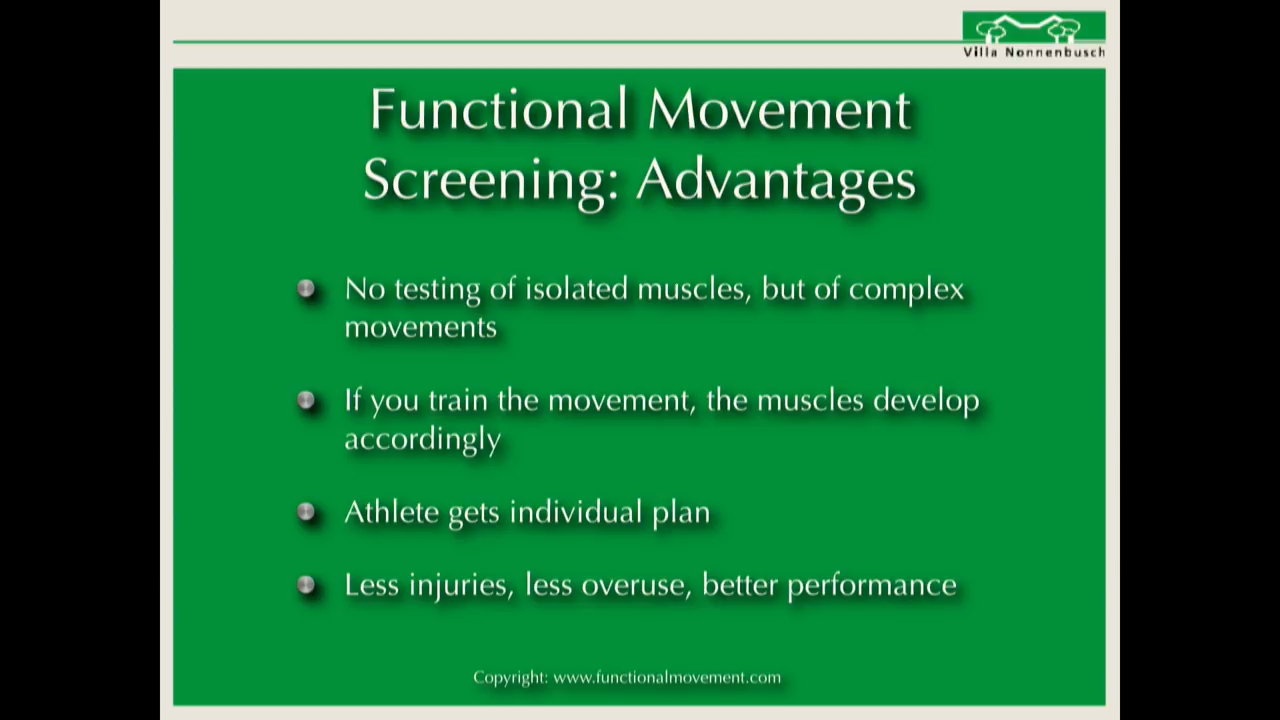 Villa Nonnenbusch
Functional Movement
Screening: Advantages
No testing of isolated muscles, but of complex
movements
If you train the movement, the muscles develop
accordingly
Athlete gets individual plan
Less injuries, less overuse, better performance
Copyright: www.functionalmovement.com